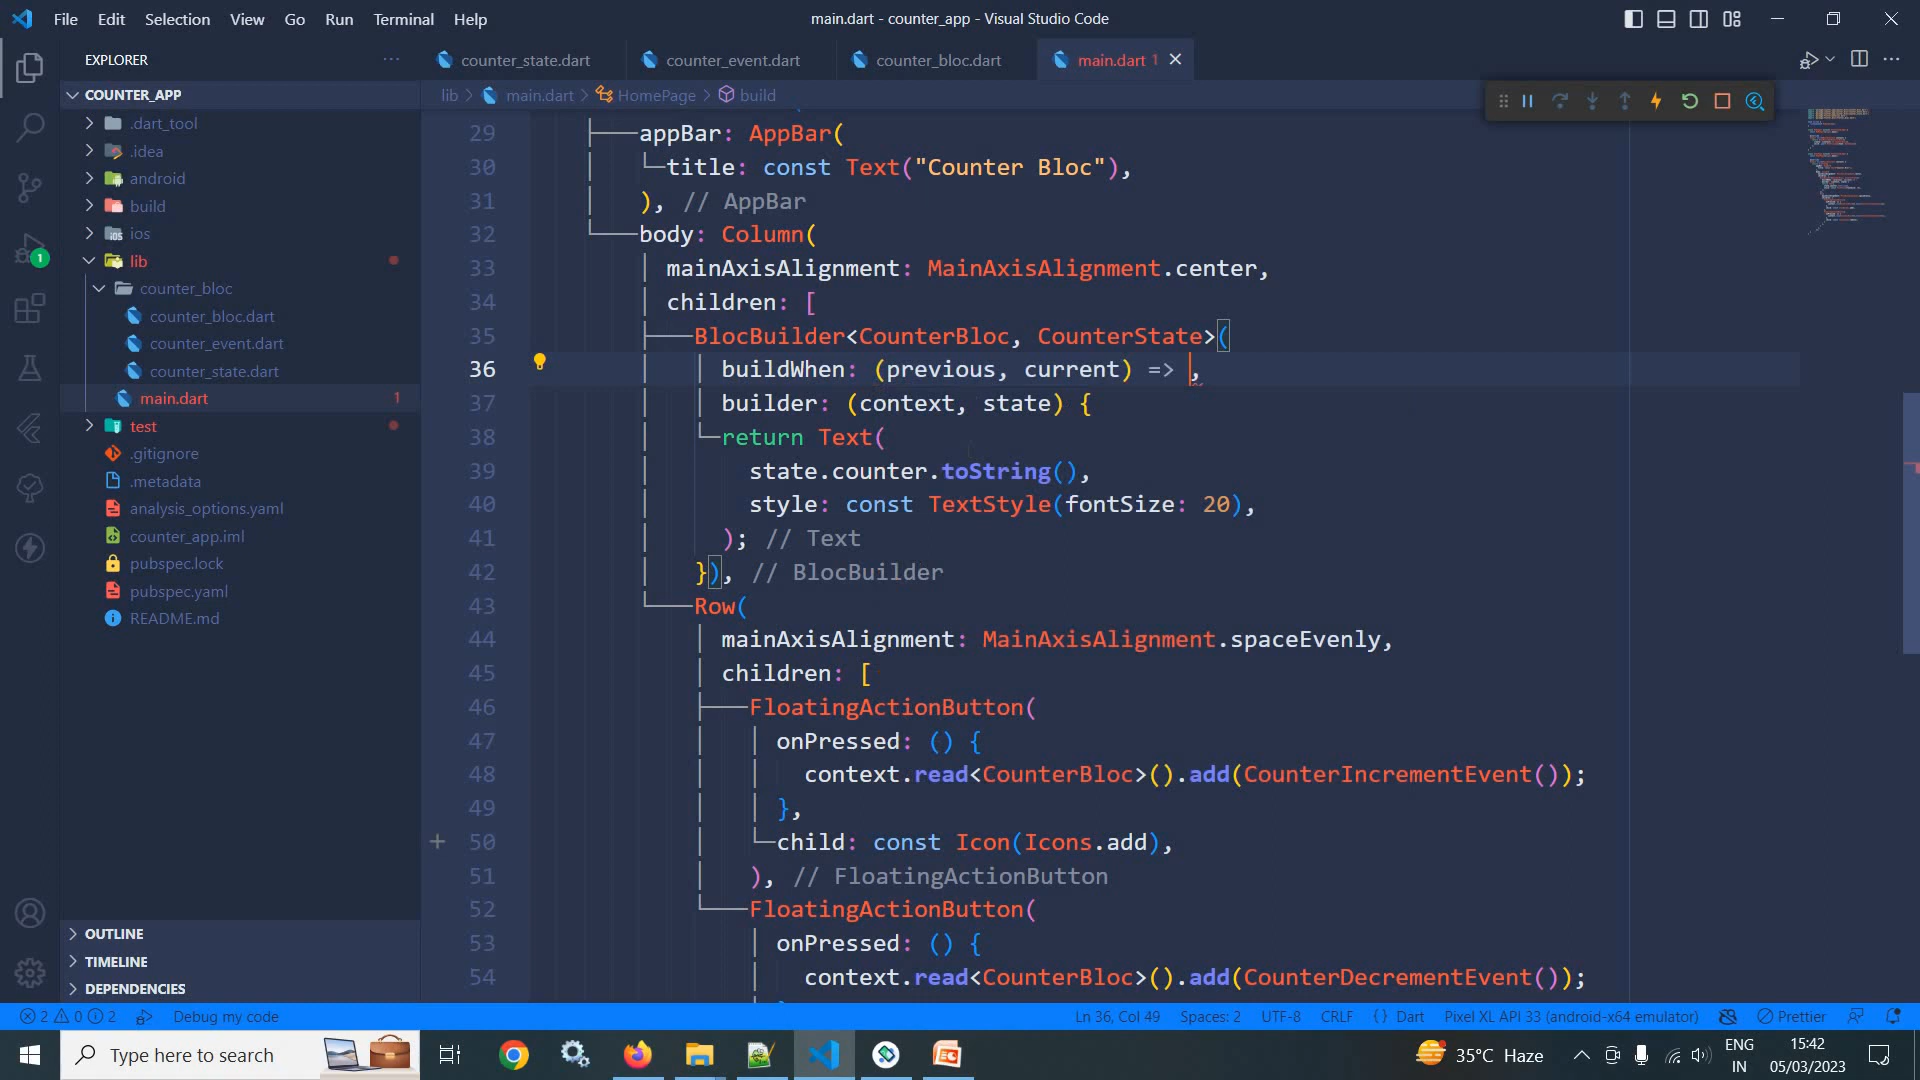 File Edit Selection View Go Run Terminal Help
main.dart - counter_app - Visual Studio Code
EXPLORER
COUNTER_APP
.dart_tool
.idea
android
build
ios
lib
counter_bloc
counter_bloc.dart
counter_event.dart
counter_state.dart
main.dart 1
test
.gitignore
.metadata
analysis_options.yaml
counter_app.iml
pubspec.lock
pubspec.yaml
README.md
OUTLINE
TIMELINE
DEPENDENCIES
1
counter_state.dart counter_event.dart counter_bloc.dart main.dart 1
lib > main.dart > HomePage > build
29 appBar: AppBar(
30 title: const Text("Counter Bloc"),
31 ), // AppBar
32 body: Column(
33 mainAxisAlignment: MainAxisAlignment.center,
34 children: [
35 BlocBuilder<CounterBloc, CounterState>(
36 buildWhen: (previous, current) => ,
37 builder: (context, state) {
38 return Text(
39 state.counter.toString(),
40 style: const TextStyle(fontSize: 20),
41 ); // Text
42 }), // BlocBuilder
43 Row(
44 mainAxisAlignment: MainAxisAlignment.spaceEvenly,
45 children: [
46 FloatingActionButton(
47 onPressed: () {
48 context.read<CounterBloc>().add(CounterIncrementEvent());
49 },
50 child: const Icon(Icons.add),
51 ), // FloatingActionButton
52 FloatingActionButton(
53 onPressed: () {
54 context.read<CounterBloc>().add(CounterDecrementEvent());
2 0 2 Debug my code Ln 36, Col 49 Spaces: 2 UTF-8 CRLF {} Dart Pixel XL API 33 (android-x64 emulator) Prettier
Type here to search
35°C Haze
ENG
IN
15:42
05/03/2023